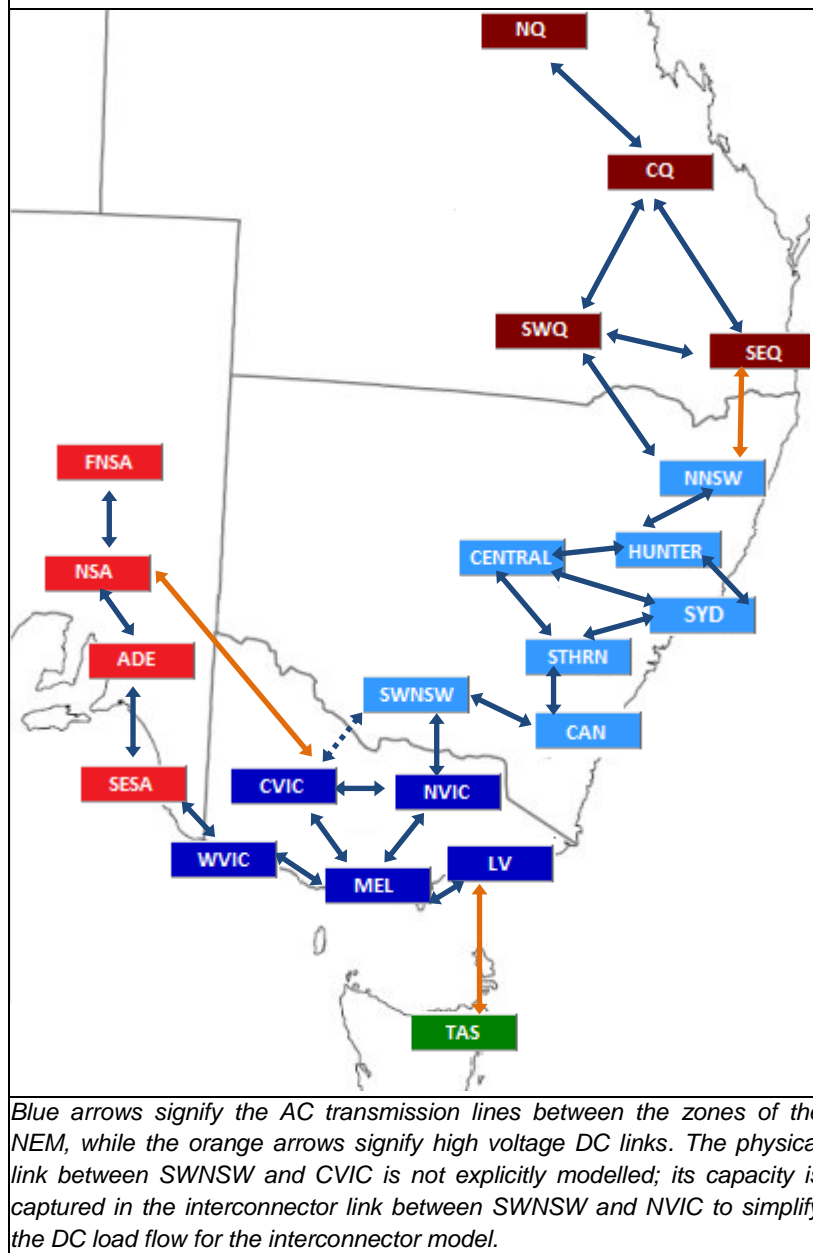 NQ
CQ
SWQ
SEQ
FNSA
NNSW
NSA
CENTRAL
HUNTER
SYD
ADE
STHRN
SWNSW
CAN
SESA
CVIC
NVIC
WVIC
LV
MEL
TAS
Blue arrows signify the AC transmission lines between the zones of the
NEM, while the orange arrows signify high voltage DC links. The physical
link between SWNSW and CVIC is not explicitly modelled; its capacity is
captured in the interconnector link between SWNSW and NVIC to simplify
the DC load flow for the interconnector model.